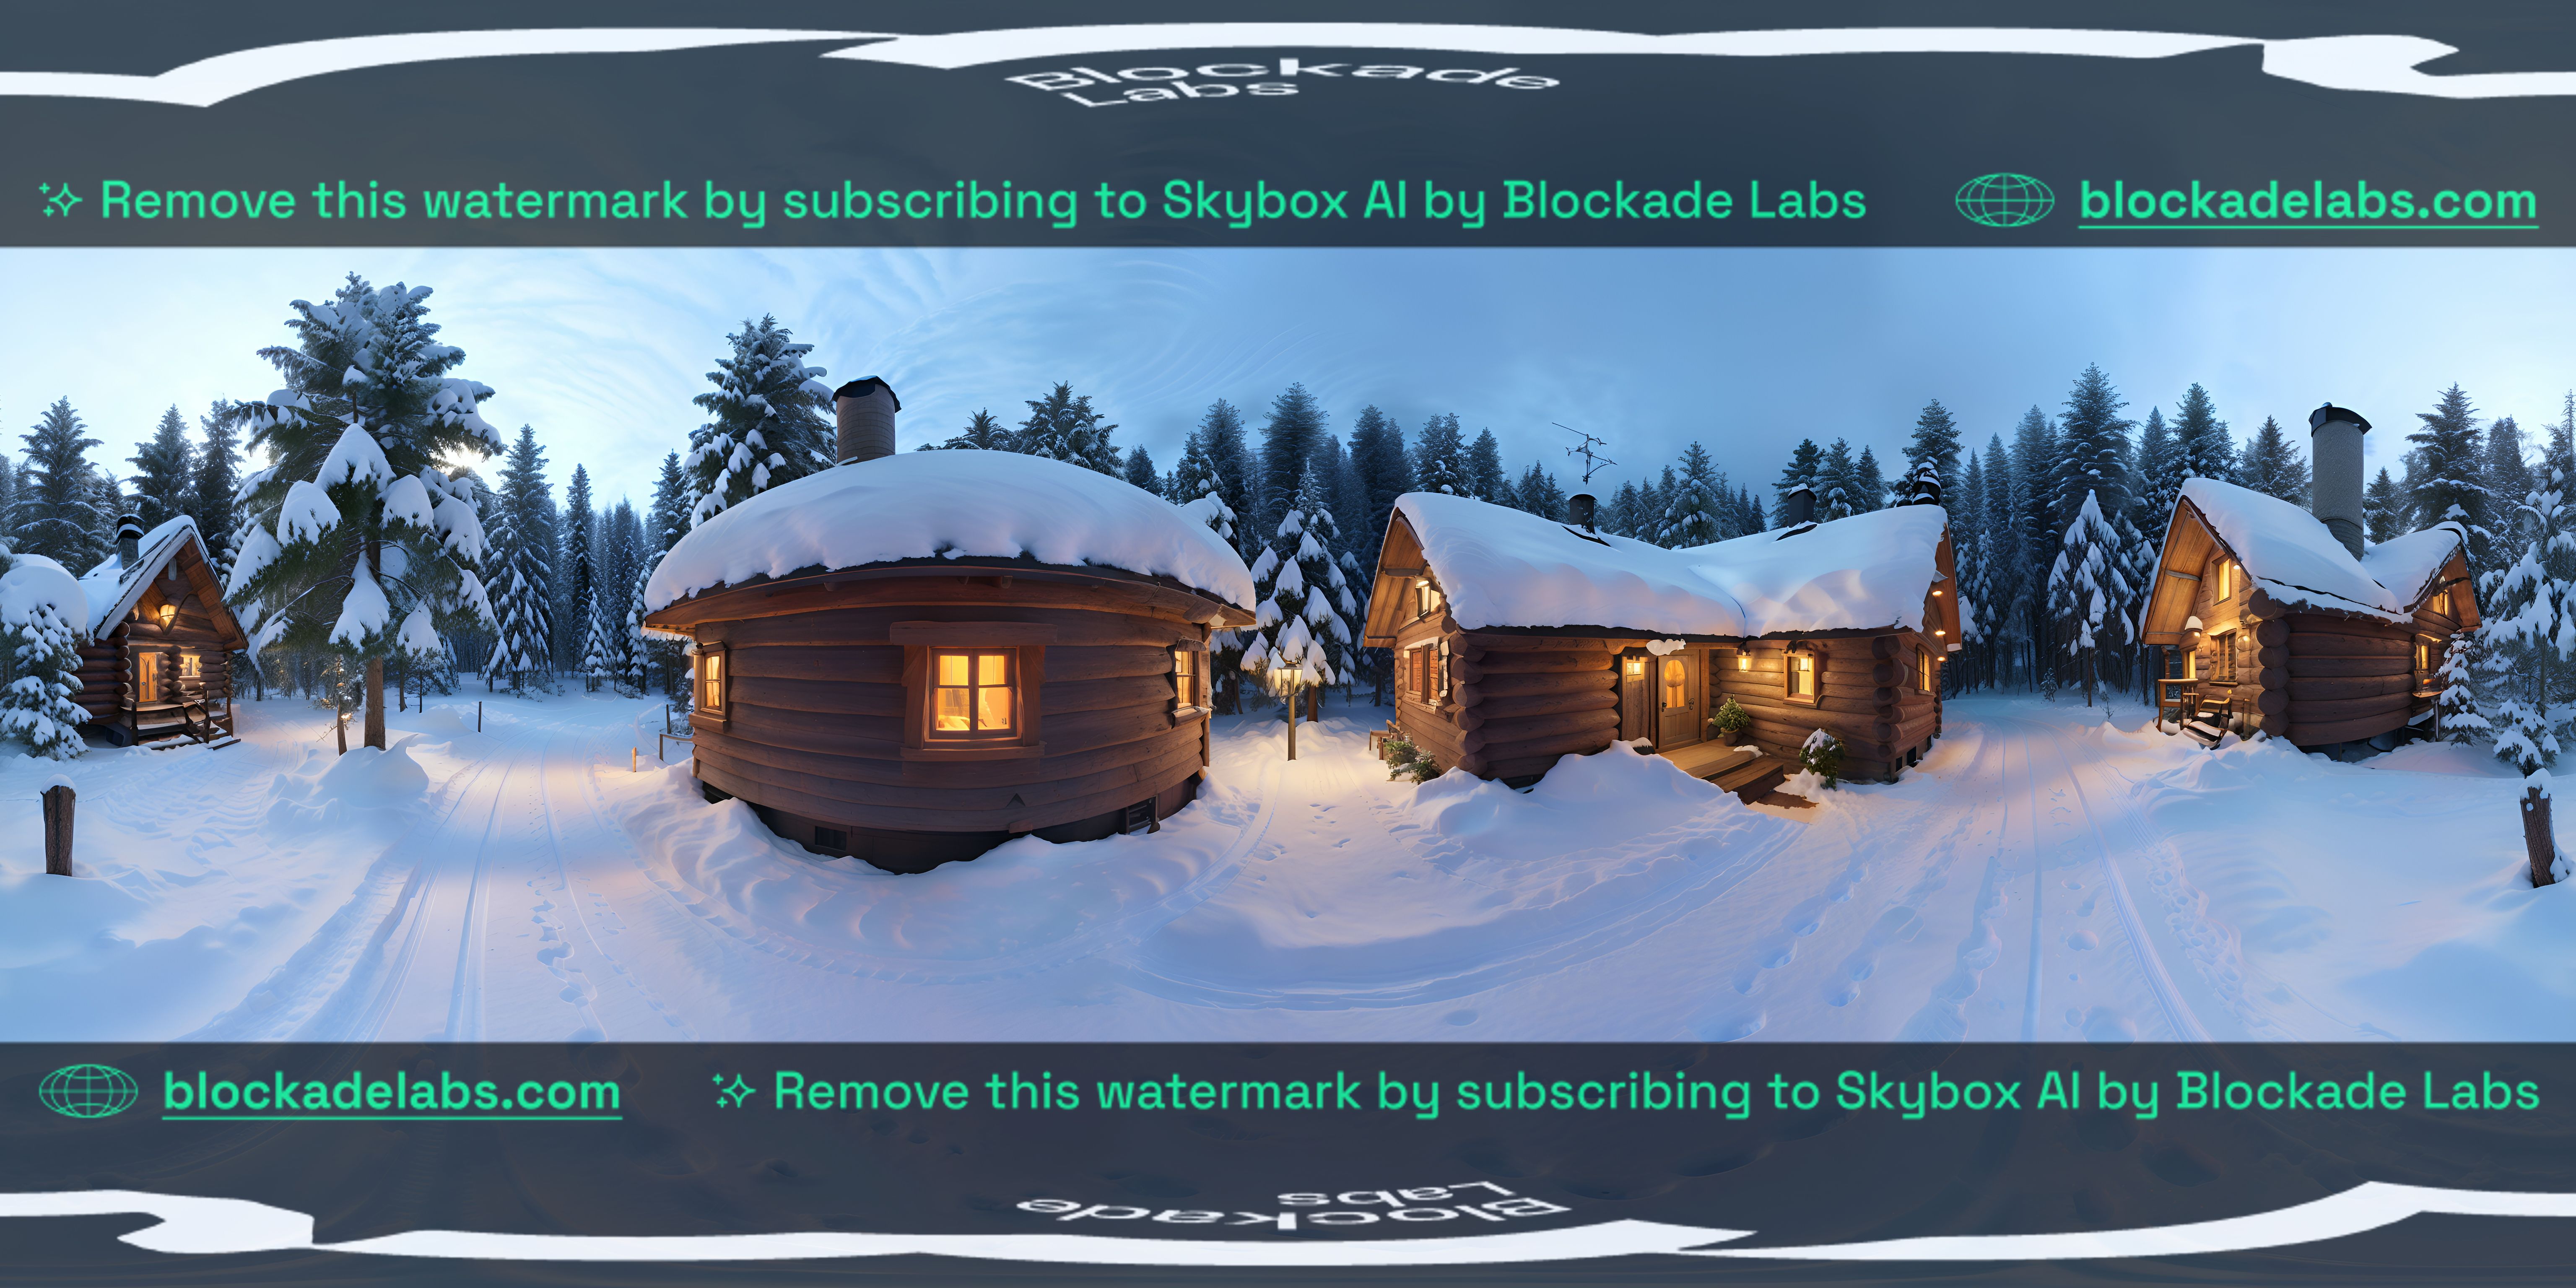 Blockade
Labs
Remove this watermark by subscribing to Skybox AI by Blockade Labs
blockadelabs.com
blockadelabs.com
Remove this watermark by subscribing to Skybox AI by Blockade Labs
Labs
Blockade